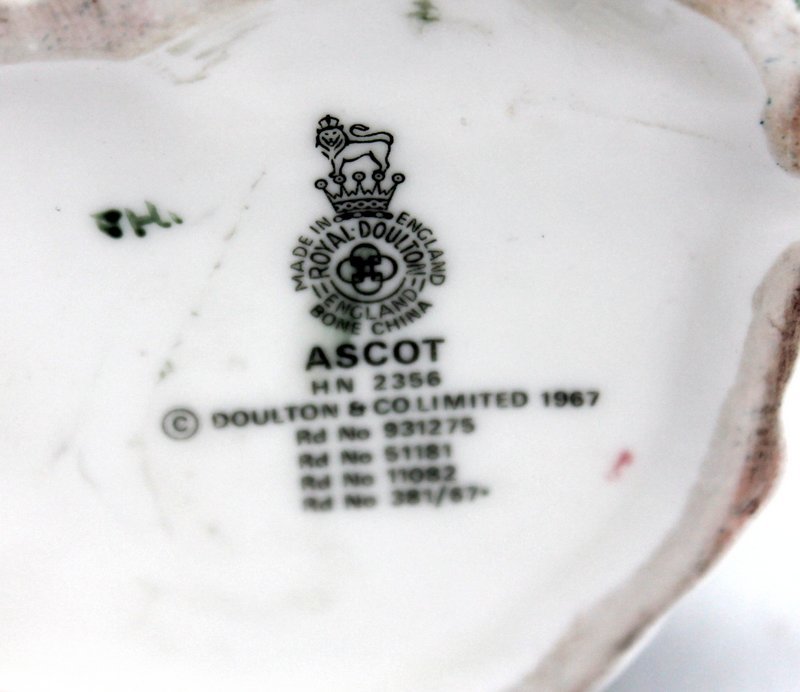 MADE IN ENGLAND
ROYAL·DOULTON
ENGLAND
BONE CHINA
ASCOT
HN 2356
© DOULTON & CO.LIMITED 1967
Rd No 931275
Rd No 51181
Rd No 11082
Rd No 381/67